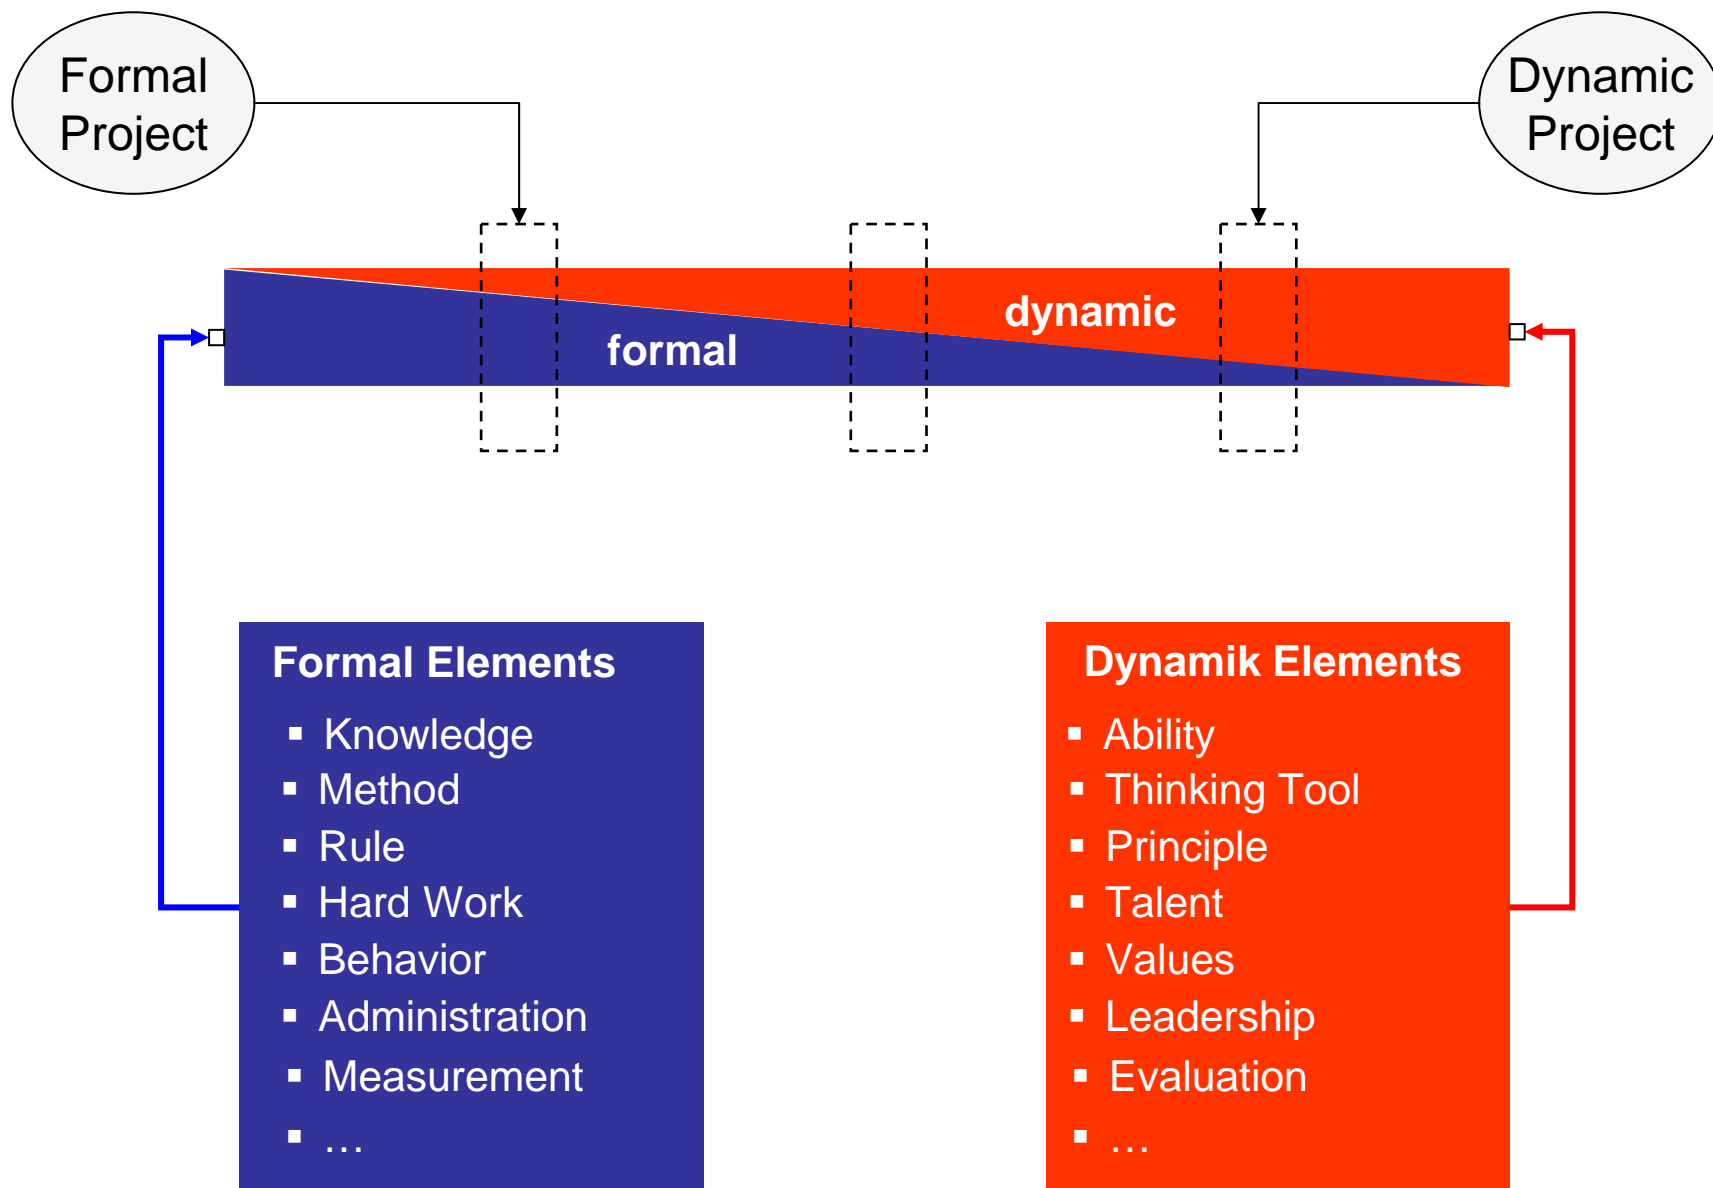 Formal
Project
Dynamic
Project
dynamic
formal
Formal Elements
▪ Knowledge
▪ Method
▪ Rule
▪ Hard Work
▪ Behavior
▪ Administration
▪ Measurement
▪ …
Dynamik Elements
▪ Ability
▪ Thinking Tool
▪ Principle
▪ Talent
▪ Values
▪ Leadership
▪ Evaluation
▪ …